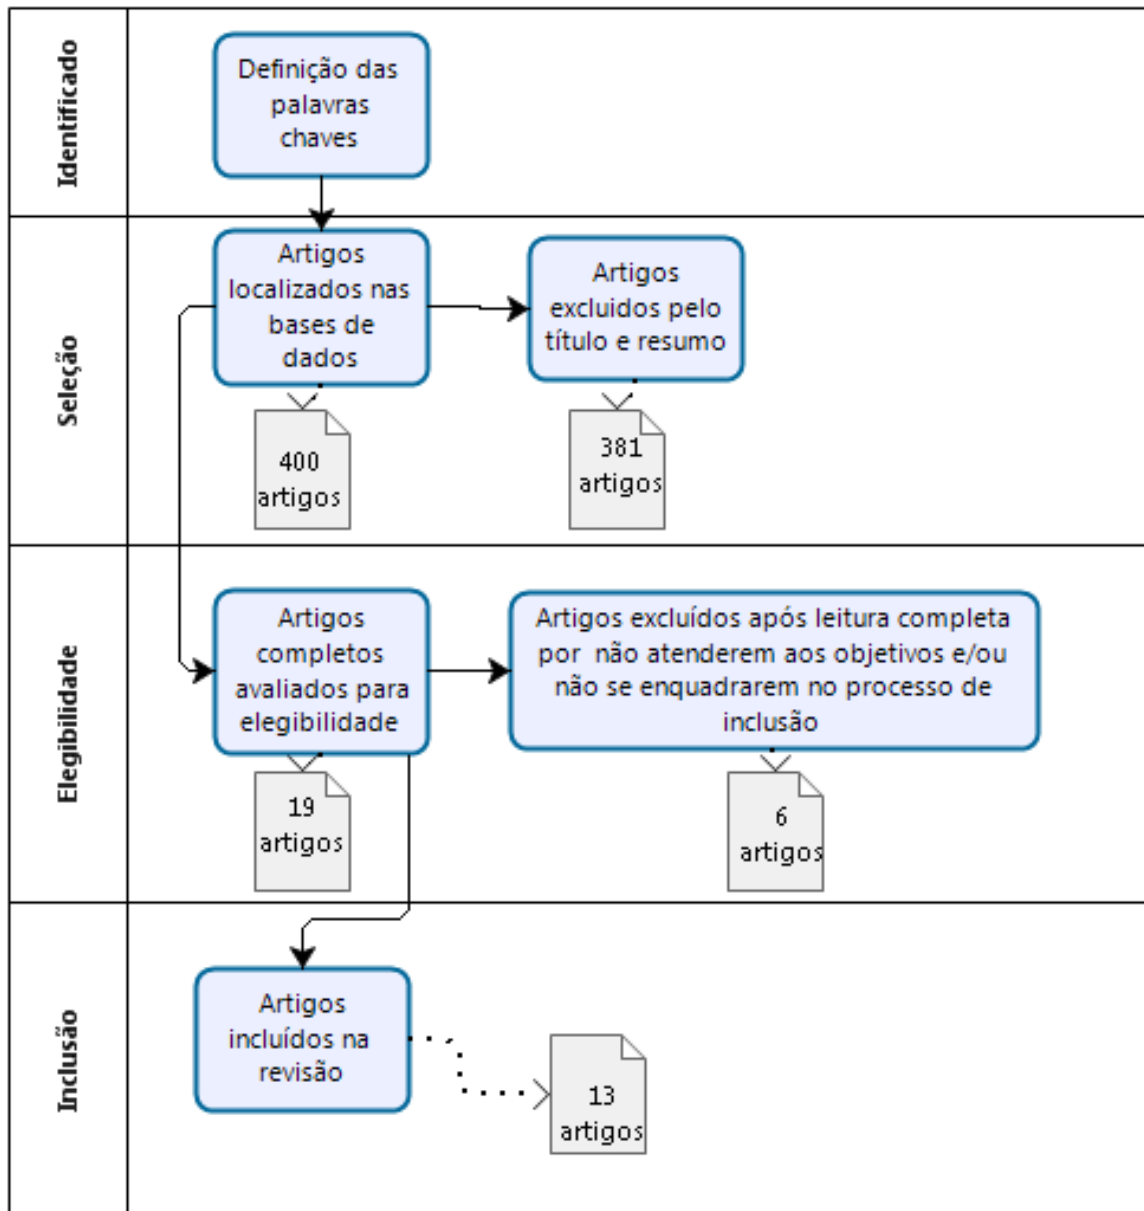 Identificado
Definição das
palavras
chaves
Seleção
Artigos
localizados nas
bases de
dados
Artigos
excluidos pelo
título e resumo
400
artigos
381
artigos
Elegibilidade
Artigos
completos
avaliados para
elegibilidade
Artigos excluídos após leitura completa
por não atenderem aos objetivos e/ou
não se enquadrarem no processo de
inclusão
19
artigos
6
artigos
Inclusão
Artigos
incluídos na
revisão
13
artigos